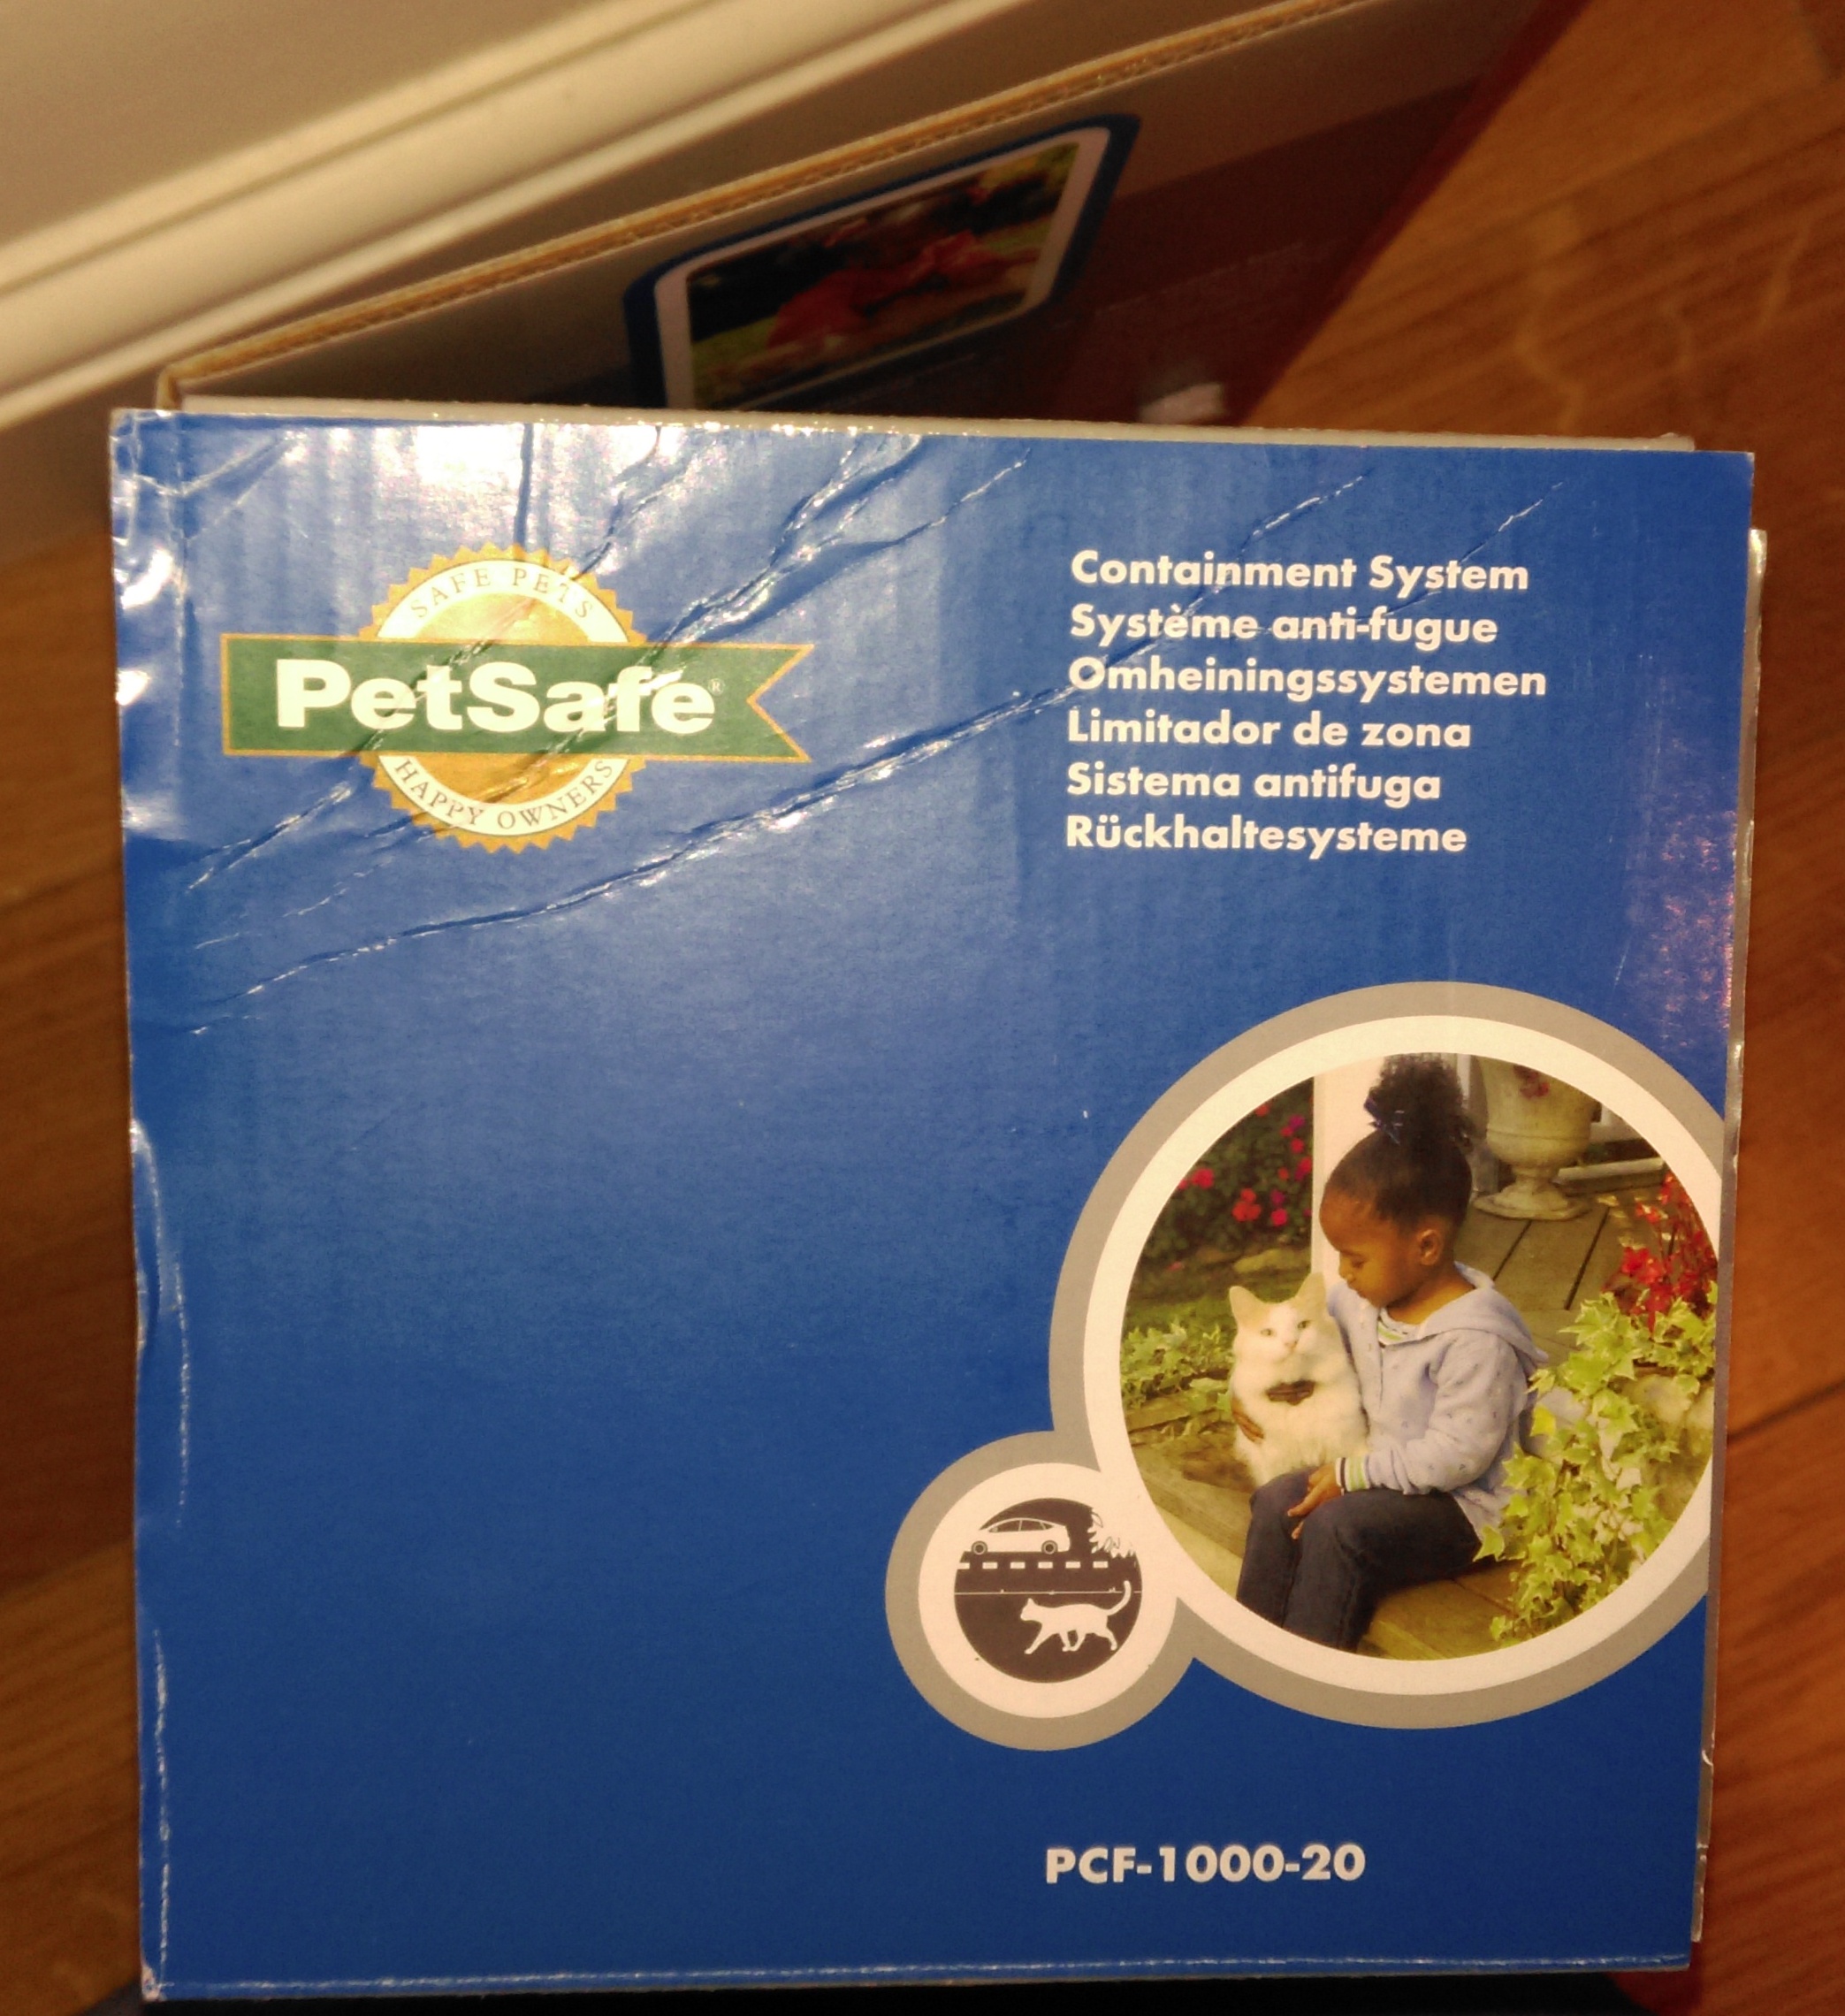 SAFE PETS
PetSafe®
HAPPY OWNERS
Containment System
Système anti-fugue
Omheiningssystemen
Limitador de zona
Sistema antifuga
Rückhaltesysteme
PCF-1000-20